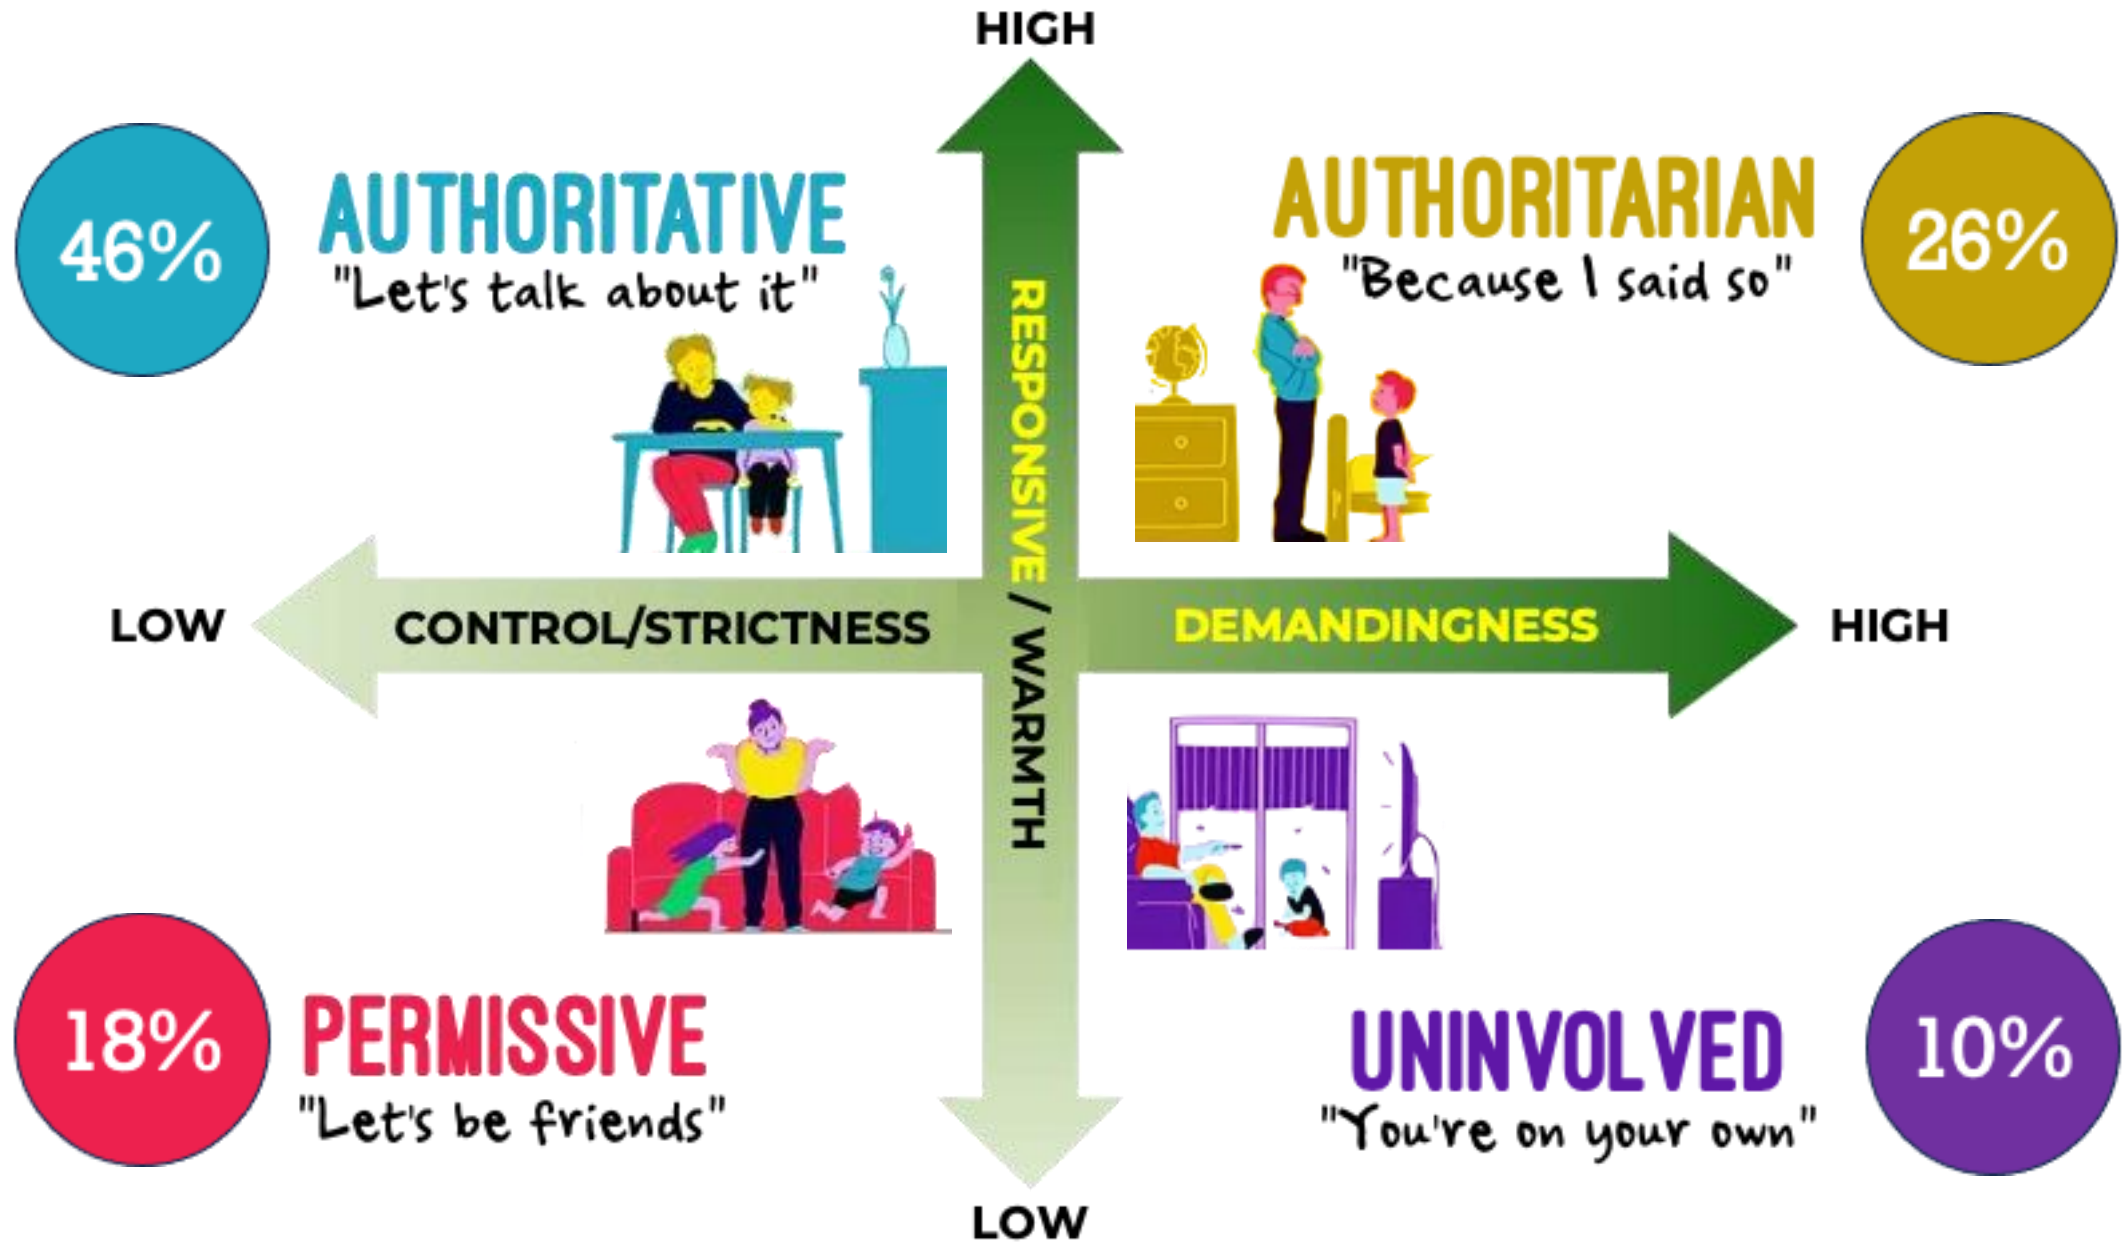 HIGH
46%
AUTHORITATIVE
"Let's talk about it"
AUTHORITARIAN
"Because I said so"
26%
RESPONSIVE / WARMTH
LOW
CONTROL/STRICTNESS
DEMANDINGNESS
HIGH
18%
PERMISSIVE
"Let's be friends"
UNINVOLVED
"You're on your own"
10%
LOW